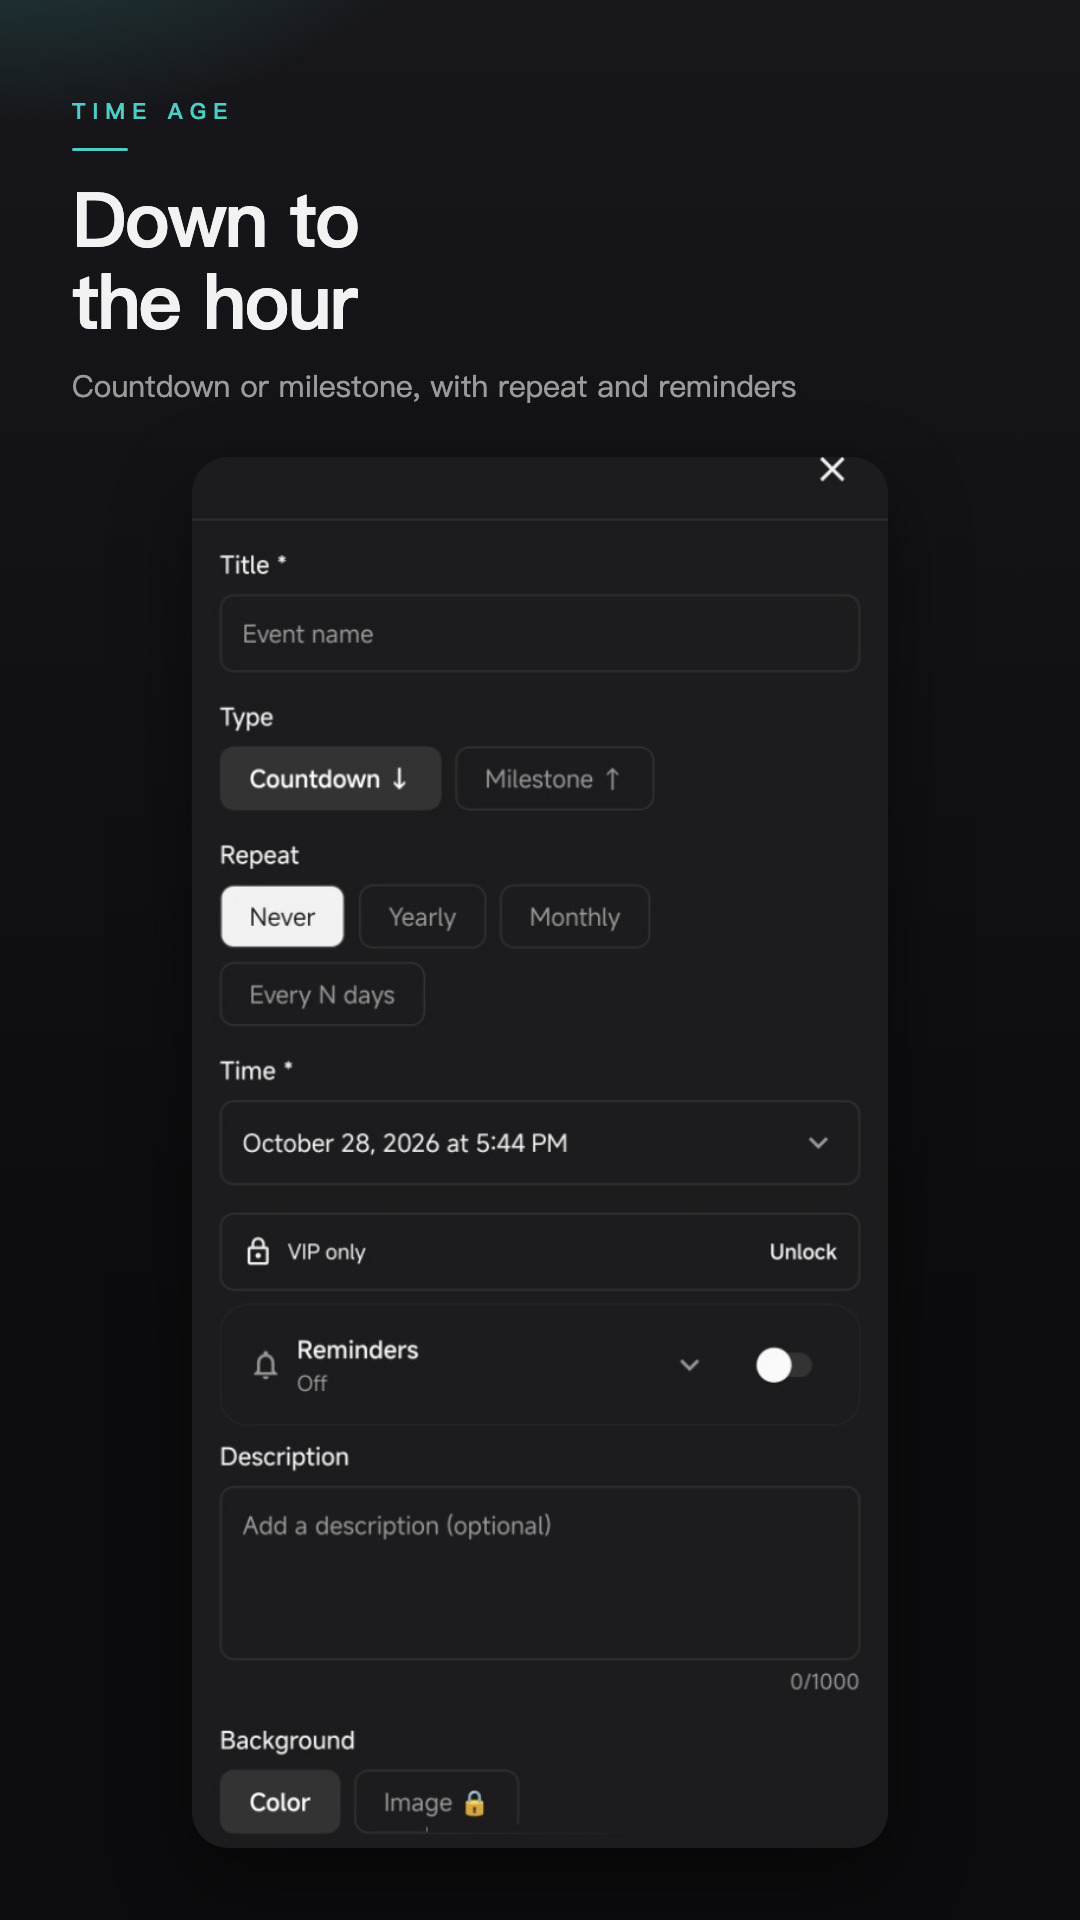 TIME AGE
Down to
the hour
Countdown or milestone, with repeat and reminders
Title *
Event name
Type
Countdown ↓
Milestone ↑
Repeat
Never
Yearly
Monthly
Every N days
Time *
October 28, 2026 at 5:44 PM
VIP only
Unlock
Reminders
Off
Description
Add a description (optional)
0/1000
Background
Color
Image 🔒